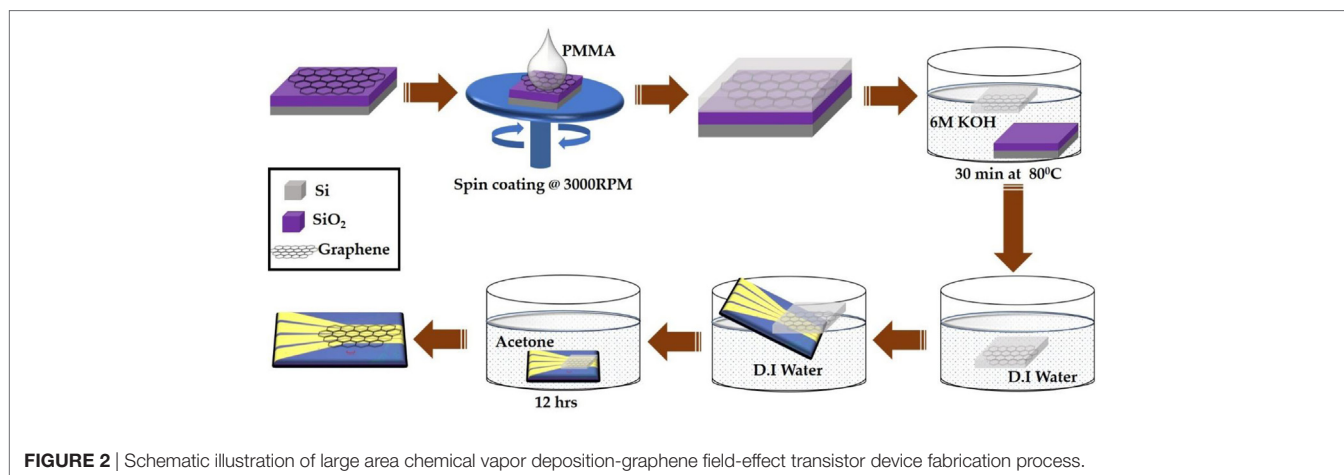 PMMA
6M KOH
Spin coating @ 3000RPM
30 min at 80⁰C
Si
SiO₂
Graphene
Acetone
12 hrs
D.I Water
D.I Water
FIGURE 2 | Schematic illustration of large area chemical vapor deposition-graphene field-effect transistor device fabrication process.